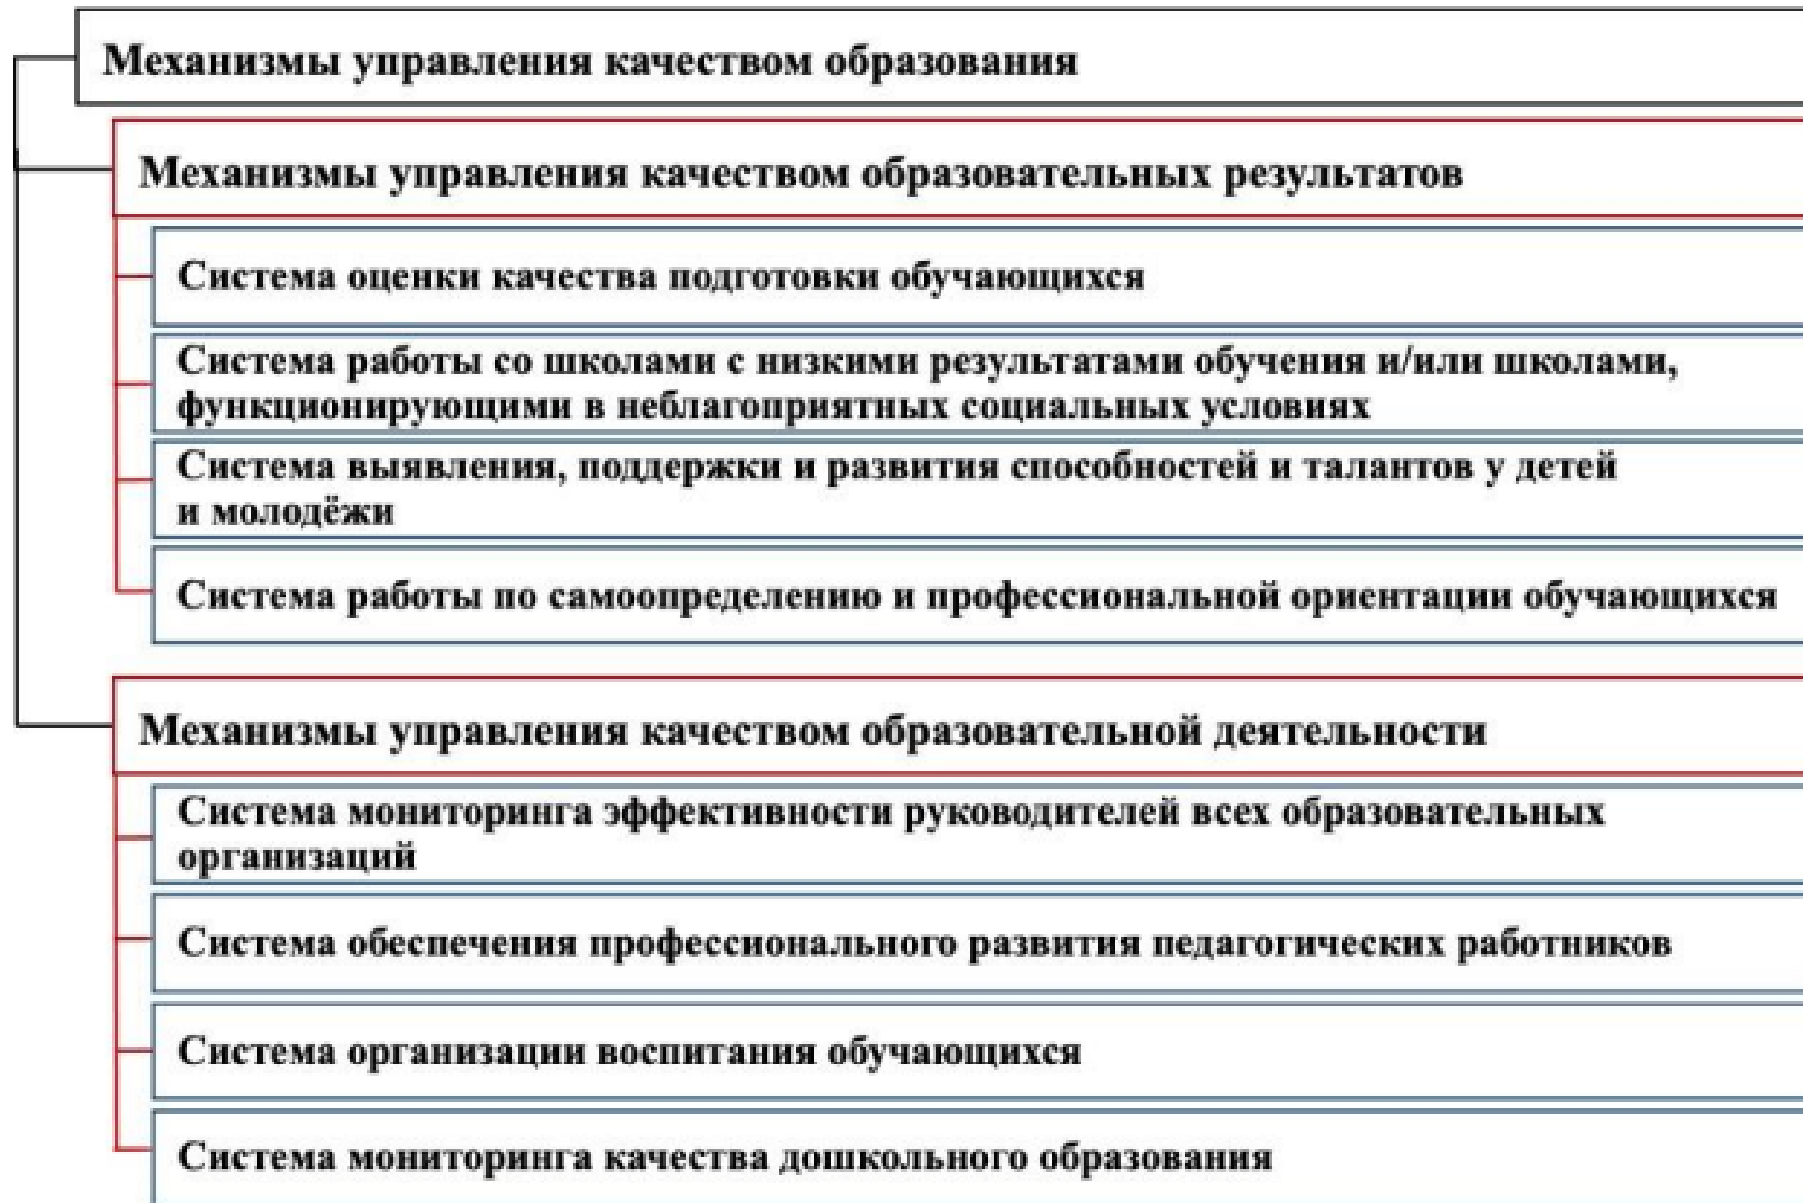 Механизмы управления качеством образования
Механизмы управления качеством образовательных результатов
Система оценки качества подготовки обучающихся
Система работы со школами с низкими результатами обучения и/или школами,
функционирующими в неблагоприятных социальных условиях
Система выявления, поддержки и развития способностей и талантов у детей
и молодёжи
Система работы по самоопределению и профессиональной ориентации обучающихся
Механизмы управления качеством образовательной деятельности
Система мониторинга эффективности руководителей всех образовательных
организаций
Система обеспечения профессионального развития педагогических работников
Система организации воспитания обучающихся
Система мониторинга качества дошкольного образования